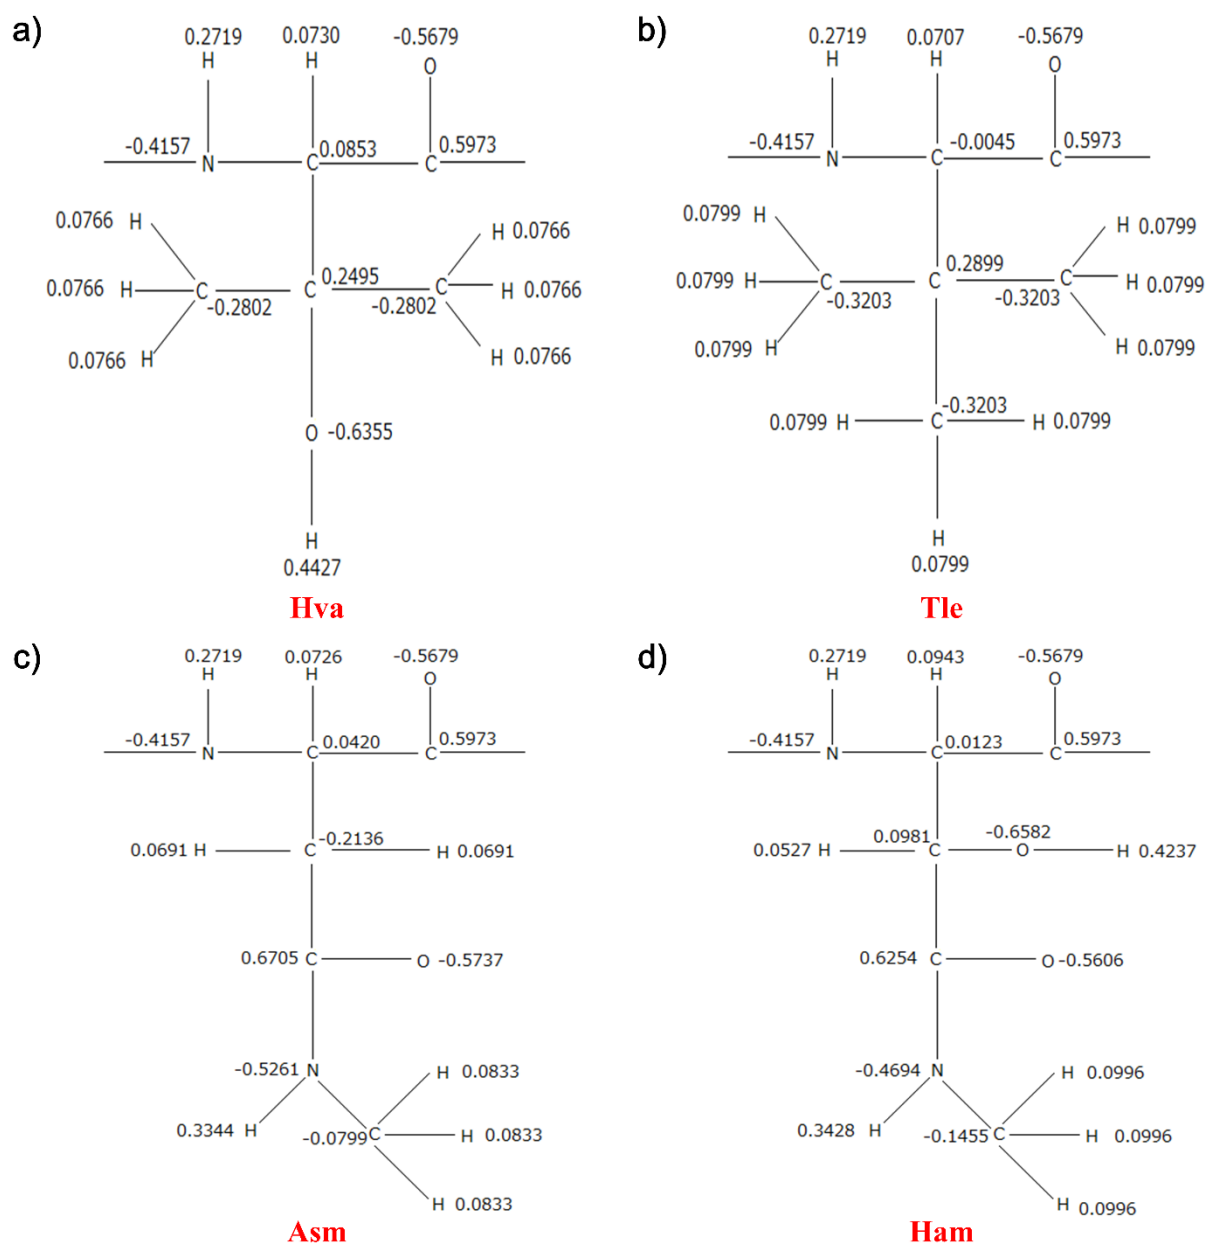 a) b)
0.2719 0.0730 -0.5679 0.2719 0.0707 -0.5679
H H O H H O
-0.4157 N C 0.0853 C 0.5973 -0.4157 N C -0.0045 C 0.5973
0.0766 H H 0.0766 0.0799 H H 0.0799
0.0766 H C -0.2802 C 0.2495 C -0.2802 H 0.0766 0.0799 H C -0.3203 C 0.2899 C -0.3203 H 0.0799
0.0766 H H 0.0766 0.0799 H H 0.0799
O -0.6355 0.0799 H C -0.3203 H 0.0799
H H
0.4427 0.0799
Hva Tle
c) d)
0.2719 0.0726 -0.5679 0.2719 0.0943 -0.5679
H H O H H O
-0.4157 N C 0.0420 C 0.5973 -0.4157 N C 0.0123 C 0.5973
0.0691 H C -0.2136 H 0.0691 0.0527 H 0.0981 C -0.6582 O H 0.4237
0.6705 C O -0.5737 0.6254 C O -0.5606
-0.5261 N H 0.0833 -0.4694 N H 0.0996
0.3344 H -0.0799 C H 0.0833 0.3428 H -0.1455 C H 0.0996
H 0.0833 H 0.0996
Asm Ham